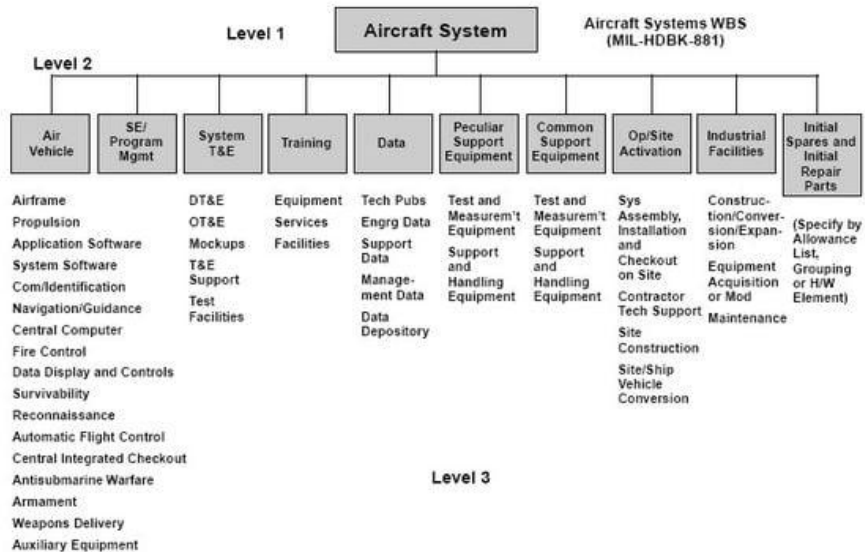 Level 1
Aircraft System
Aircraft Systems WBS
(MIL-HDBK-881)
Level 2
Air
Vehicle
SE/
Program
Mgmt
System
T&E
Training
Data
Peculiar
Support
Equipment
Common
Support
Equipment
Op/Site
Activation
Industrial
Facilities
Initial
Spares and
Initial
Repair
Parts
Airframe
Propulsion
Application Software
System Software
Com/Identification
Navigation/Guidance
Central Computer
Fire Control
Data Display and Controls
Survivability
Reconnaissance
Automatic Flight Control
Central Integrated Checkout
Antisubmarine Warfare
Armament
Weapons Delivery
Auxiliary Equipment
DT&E
OT&E
Mockups
T&E
Support
Test
Facilities
Equipment
Services
Facilities
Tech Pubs
Engrg Data
Support
Data
Manage-
ment Data
Data
Depository
Test and
Measurem't
Equipment
Support
and
Handling
Equipment
Test and
Measurem't
Equipment
Support
and
Handling
Equipment
Sys
Assembly,
Installation
and
Checkout
on Site
Contractor
Tech Support
Site
Construction
Site/Ship
Vehicle
Conversion
Construc-
tion/Conver-
sion/Expan-
sion
Equipment
Acquisition
or Mod
Maintenance
(Specify by
Allowance
List,
Grouping
or H/W
Element)
Level 3